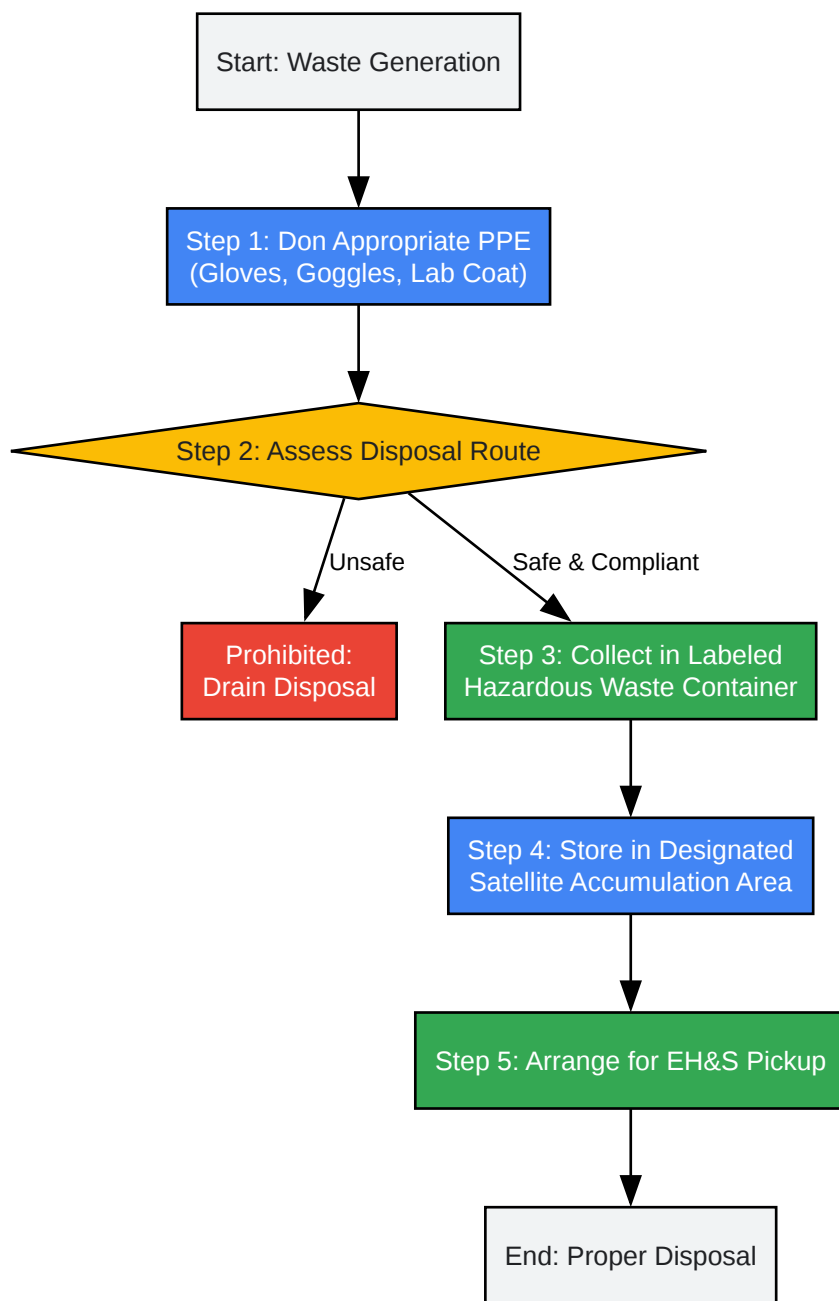 Start: Waste Generation
Step 1: Don Appropriate PPE
(Gloves, Goggles, Lab Coat)
Step 2: Assess Disposal Route
Unsafe
Safe & Compliant
Prohibited:
Drain Disposal
Step 3: Collect in Labeled
Hazardous Waste Container
Step 4: Store in Designated
Satellite Accumulation Area
Step 5: Arrange for EH&S Pickup
End: Proper Disposal